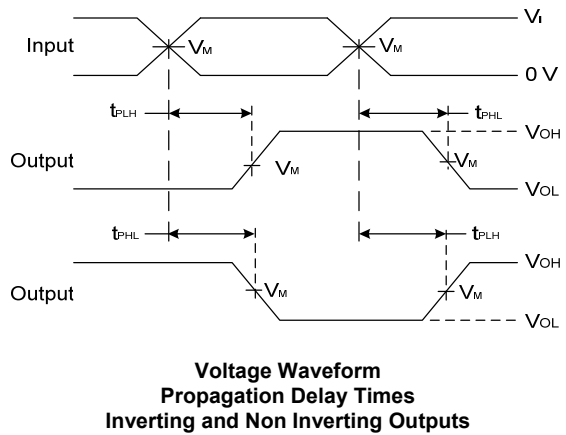 VI
Input VM VM
0 V
tPLH tPHL
VOH
Output VM VM
VOL
tPHL tPLH
VOH
Output VM VM
VOL
Voltage Waveform
Propagation Delay Times
Inverting and Non Inverting Outputs